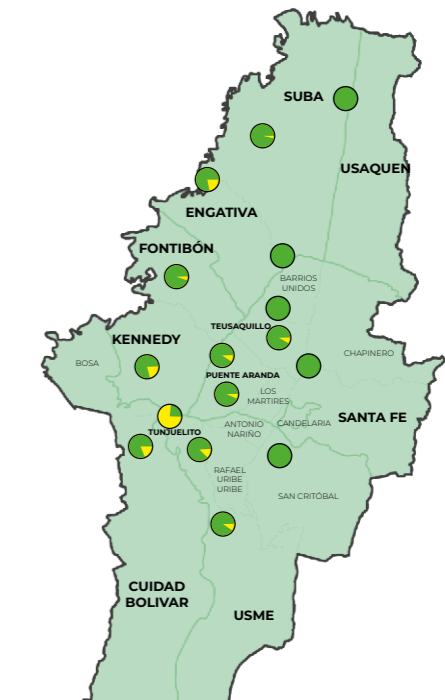 SUBA
USAQUEN
ENGATIVA
FONTIBÓN
BARRIOS
UNIDOS
TEUSAQUILLO
KENNEDY
CHAPINERO
BOSA
PUENTE ARANDA
LOS
MARTIRES
SANTA FE
ANTONIO
NARIÑO
CANDELARIA
TUNJUELITO
RAFAEL
URIBE
URIBE
SAN CRITÓBAL
CUIDAD
BOLIVAR
USME